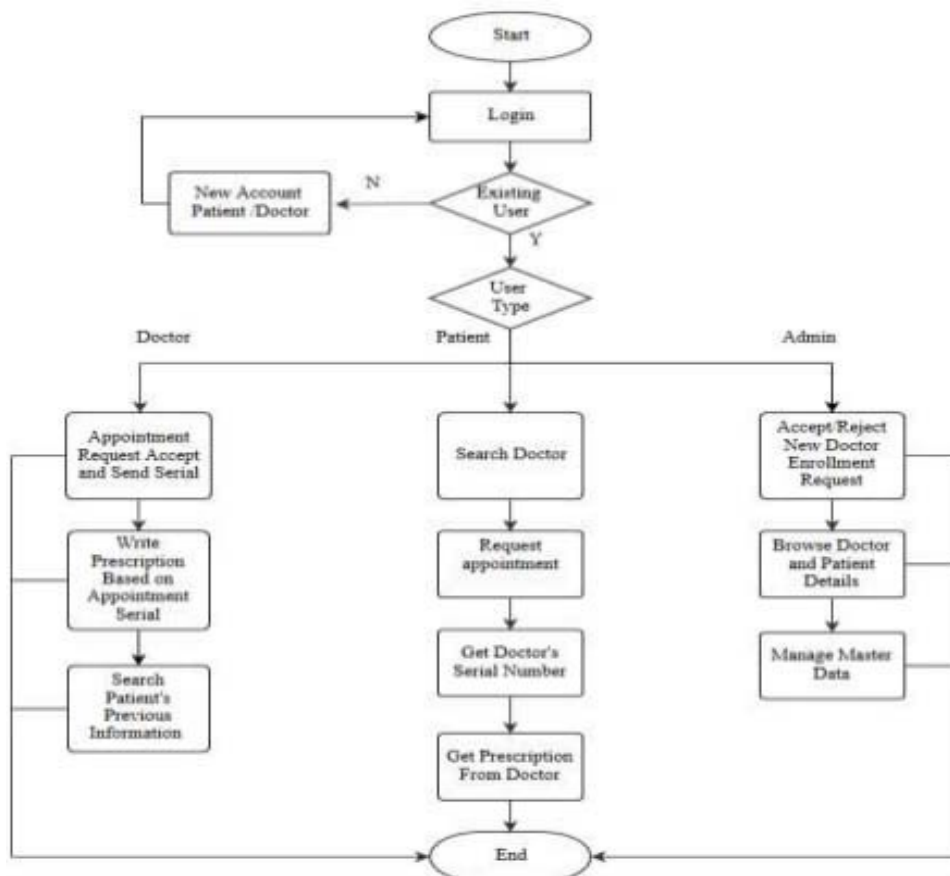 Start
Login
New Account
Patient /Doctor
N
Existing
User
Y
User
Type
Doctor
Patient
Admin
Appointment
Request Accept
and Send Serial
Search Doctor
Accept/Reject
New Doctor
Enrollment
Request
Write
Prescription
Based on
Appointment
Serial
Request
appointment
Browse Doctor
and Patient
Details
Search
Patient's
Previous
Information
Get Doctor's
Serial Number
Manage Master
Data
Get Prescription
From Doctor
End